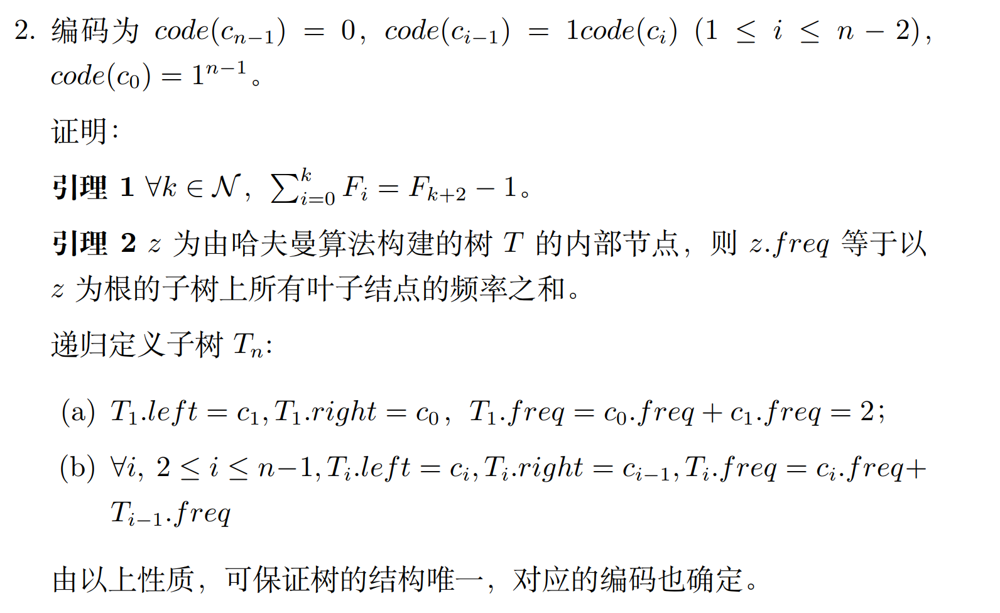 2. 编码为 $code(c_{n-1}) = 0$, $code(c_{i-1}) = 1code(c_i)$ $(1 \leq i \leq n-2)$,
$code(c_0) = 1^{n-1}$。
证明：
引理 1 $\forall k \in \mathcal{N}$, $\sum_{i=0}^{k} F_i = F_{k+2} - 1$。
引理 2 $z$ 为由哈夫曼算法构建的树 $T$ 的内部节点，则 $z.freq$ 等于以
$z$ 为根的子树上所有叶子结点的频率之和。
递归定义子树 $T_n$:
(a) $T_1.left = c_1, T_1.right = c_0$, $T_1.freq = c_0.freq + c_1.freq = 2$;
(b) $\forall i$, $2 \leq i \leq n-1, T_i.left = c_i, T_i.right = c_{i-1}, T_i.freq = c_i.freq+$
$T_{i-1}.freq$
由以上性质，可保证树的结构唯一，对应的编码也确定。